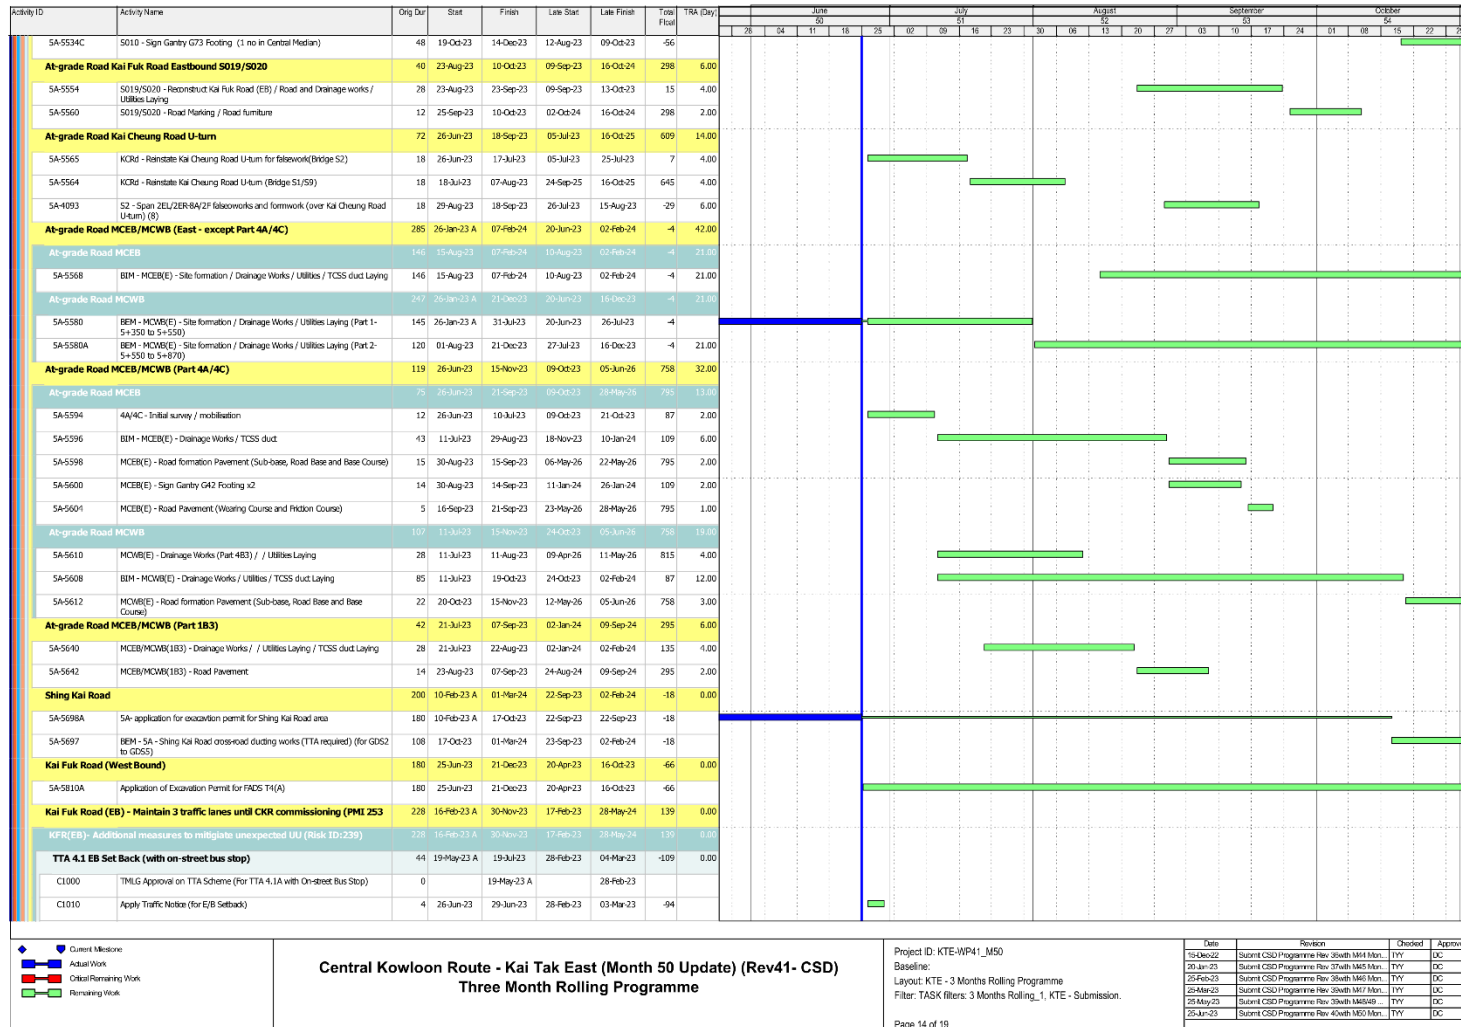 Activity ID Activity Name Orig Dur Start Finish Late Start Late Finish Total Float TRA (Day) June July August September October
50 51 52 53 54
28 04 11 18 25 02 09 16 23 30 06 13 20 27 03 10 17 24 01 08 15 22
5A-5534C S010 - Sign Gantry G73 Footing (1 no in Central Median) 48 19-Oct-23 14-Dec-23 12-Aug-23 09-Oct-23 -56
At-grade Road Kai Fuk Road Eastbound S019/S020 40 23-Aug-23 10-Oct-23 09-Sep-23 16-Oct-24 298 6.00
5A-5554 S019/S020 - Reconstruct Kai Fuk Road (EB) / Road and Drainage works / Utilities Laying 28 23-Aug-23 23-Sep-23 09-Sep-23 13-Oct-23 15 4.00
5A-5560 S019/S020 - Road Marking / Road furniture 12 25-Sep-23 10-Oct-23 02-Oct-24 16-Oct-24 298 2.00
At-grade Road Kai Cheung Road U-turn 72 26-Jun-23 18-Sep-23 05-Jul-23 16-Oct-25 609 14.00
5A-5565 KCRd - Reinstate Kai Cheung Road U-turn for falsework(Bridge S2) 18 26-Jun-23 17-Jul-23 05-Jul-23 25-Jul-23 7 4.00
5A-5564 KCRd - Reinstate Kai Cheung Road U-turn (Bridge S1/S9) 18 18-Jul-23 07-Aug-23 24-Sep-25 16-Oct-25 645 4.00
5A-4093 S2 - Span 2EL/2ER-8A/2F falseoworks and formwork (over Kai Cheung Road U-turn) (8) 18 29-Aug-23 18-Sep-23 26-Jul-23 15-Aug-23 -29 6.00
At-grade Road MCEB/MCWB (East - except Part 4A/4C) 285 26-Jan-23 A 07-Feb-24 20-Jun-23 02-Feb-24 -4 42.00
At-grade Road MCEB 146 15-Aug-23 07-Feb-24 10-Aug-23 02-Feb-24 -4 21.00
5A-5568 BIM - MCEB(E) - Site formation / Drainage Works / Utilities / TCSS duct Laying 146 15-Aug-23 07-Feb-24 10-Aug-23 02-Feb-24 -4 21.00
At-grade Road MCWB 247 26-Jan-23 A 21-Dec-23 20-Jun-23 16-Dec-23 -4 21.00
5A-5580 BEM - MCWB(E) - Site formation / Drainage Works / Utilities Laying (Part 1- 5+350 to 5+550) 145 26-Jan-23 A 31-Jul-23 20-Jun-23 26-Jul-23 -4
5A-5580A BEM - MCWB(E) - Site formation / Drainage Works / Utilities Laying (Part 2- 5+550 to 5+870) 120 01-Aug-23 21-Dec-23 27-Jul-23 16-Dec-23 -4 21.00
At-grade Road MCEB/MCWB (Part 4A/4C) 119 26-Jun-23 15-Nov-23 09-Oct-23 05-Jun-26 758 32.00
At-grade Road MCEB 75 26-Jun-23 21-Sep-23 09-Oct-23 28-May-26 795 13.00
5A-5594 4A/4C - Initial survey / mobilisation 12 26-Jun-23 10-Jul-23 09-Oct-23 21-Oct-23 87 2.00
5A-5596 BIM - MCEB(E) - Drainage Works / TCSS duct 43 11-Jul-23 29-Aug-23 18-Nov-23 10-Jan-24 109 6.00
5A-5598 MCEB(E) - Road formation Pavement (Sub-base, Road Base and Base Course) 15 30-Aug-23 15-Sep-23 06-May-26 22-May-26 795 2.00
5A-5600 MCEB(E) - Sign Gantry G42 Footing x2 14 30-Aug-23 14-Sep-23 11-Jan-24 26-Jan-24 109 2.00
5A-5604 MCEB(E) - Road Pavement (Wearing Course and Friction Course) 5 16-Sep-23 21-Sep-23 23-May-26 28-May-26 795 1.00
At-grade Road MCWB 107 11-Jul-23 15-Nov-23 24-Oct-23 05-Jun-26 758 19.00
5A-5610 MCWB(E) - Drainage Works (Part 4B3) / / Utilities Laying 28 11-Jul-23 11-Aug-23 09-Apr-26 11-May-26 815 4.00
5A-5608 BIM - MCWB(E) - Drainage Works / Utilities / TCSS duct Laying 85 11-Jul-23 19-Oct-23 24-Oct-23 02-Feb-24 87 12.00
5A-5612 MCWB(E) - Road formation Pavement (Sub-base, Road Base and Base Course) 22 20-Oct-23 15-Nov-23 12-May-26 05-Jun-26 758 3.00
At-grade Road MCEB/MCWB (Part 1B3) 42 21-Jul-23 07-Sep-23 02-Jan-24 09-Sep-24 295 6.00
5A-5640 MCEB/MCWB(1B3) - Drainage Works / / Utilities Laying / TCSS duct Laying 28 21-Jul-23 22-Aug-23 02-Jan-24 02-Feb-24 135 4.00
5A-5642 MCEB/MCWB(1B3) - Road Pavement 14 23-Aug-23 07-Sep-23 24-Aug-24 09-Sep-24 295 2.00
Shing Kai Road 200 10-Feb-23 A 01-Mar-24 22-Sep-23 02-Feb-24 -18 0.00
5A-5698A 5A- application for exacavtion permit for Shing Kai Road area 180 10-Feb-23 A 17-Oct-23 22-Sep-23 22-Sep-23 -18
5A-5697 BEM - 5A - Shing Kai Road cross-road ducting works (TTA required) (for GDS2 to GDS5) 108 17-Oct-23 01-Mar-24 23-Sep-23 02-Feb-24 -18
Kai Fuk Road (West Bound) 180 25-Jun-23 21-Dec-23 20-Apr-23 16-Oct-23 -66 0.00
5A-5810A Application of Excavation Permit for FADS T4(A) 180 25-Jun-23 21-Dec-23 20-Apr-23 16-Oct-23 -66
Kai Fuk Road (EB) - Maintain 3 traffic lanes until CKR commissioning (PMI 253 228 16-Feb-23 A 30-Nov-23 17-Feb-23 28-May-24 139 0.00
KFR(EB)- Additional measures to mitigiate unexpected UU (Risk ID:239) 228 16-Feb-23 A 30-Nov-23 17-Feb-23 28-May-24 139 0.00
TTA 4.1 EB Set Back (with on-street bus stop) 44 19-May-23 A 19-Jul-23 28-Feb-23 04-Mar-23 -109 0.00
C1000 TMLG Approval on TTA Scheme (For TTA 4.1A with On-street Bus Stop) 0 19-May-23 A 28-Feb-23
C1010 Apply Traffic Notice (for E/B Setback) 4 26-Jun-23 29-Jun-23 28-Feb-23 03-Mar-23 -94
Current Milestone
Actual Work
Critical Remaining Work
Remaining Work
Central Kowloon Route - Kai Tak East (Month 50 Update) (Rev41- CSD)
Three Month Rolling Programme
Project ID: KTE-WP41_M50
Baseline:
Layout: KTE - 3 Months Rolling Programme
Filter: TASK filters: 3 Months Rolling_1, KTE - Submission.
Page 14 of 19
Date Revision Checked Approve
15-Dec-22 Submit CSD Programme Rev 36with M44 Mon... TYY DC
20-Jan-23 Submit CSD Programme Rev 37with M45 Mon... TYY DC
25-Feb-23 Submit CSD Programme Rev 38with M46 Mon... TYY DC
25-Mar-23 Submit CSD Programme Rev 39with M47 Mon... TYY DC
25-May-23 Submit CSD Programme Rev 39with M48/49 ... TYY DC
25-Jun-23 Submit CSD Programme Rev 40with M50 Mon... TYY DC